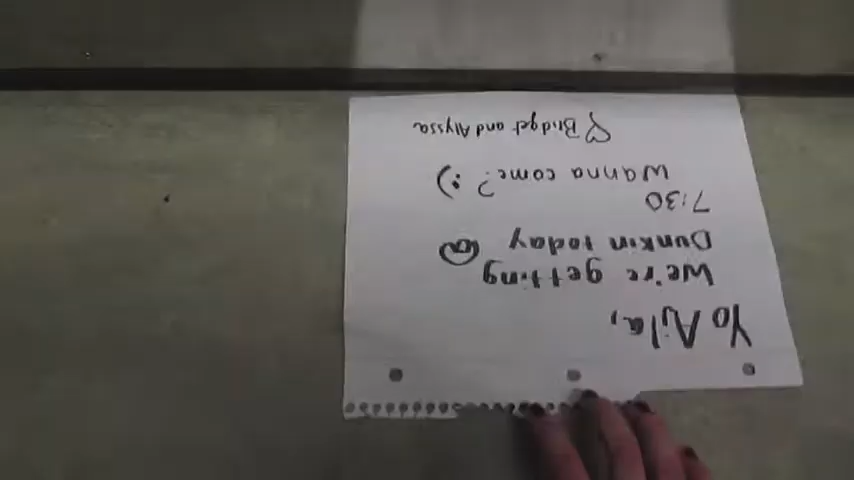 Yo Ajla,
We're getting
Dunkin today @
7:30
Wanna come? :)
♡ Bridget and Alyssa